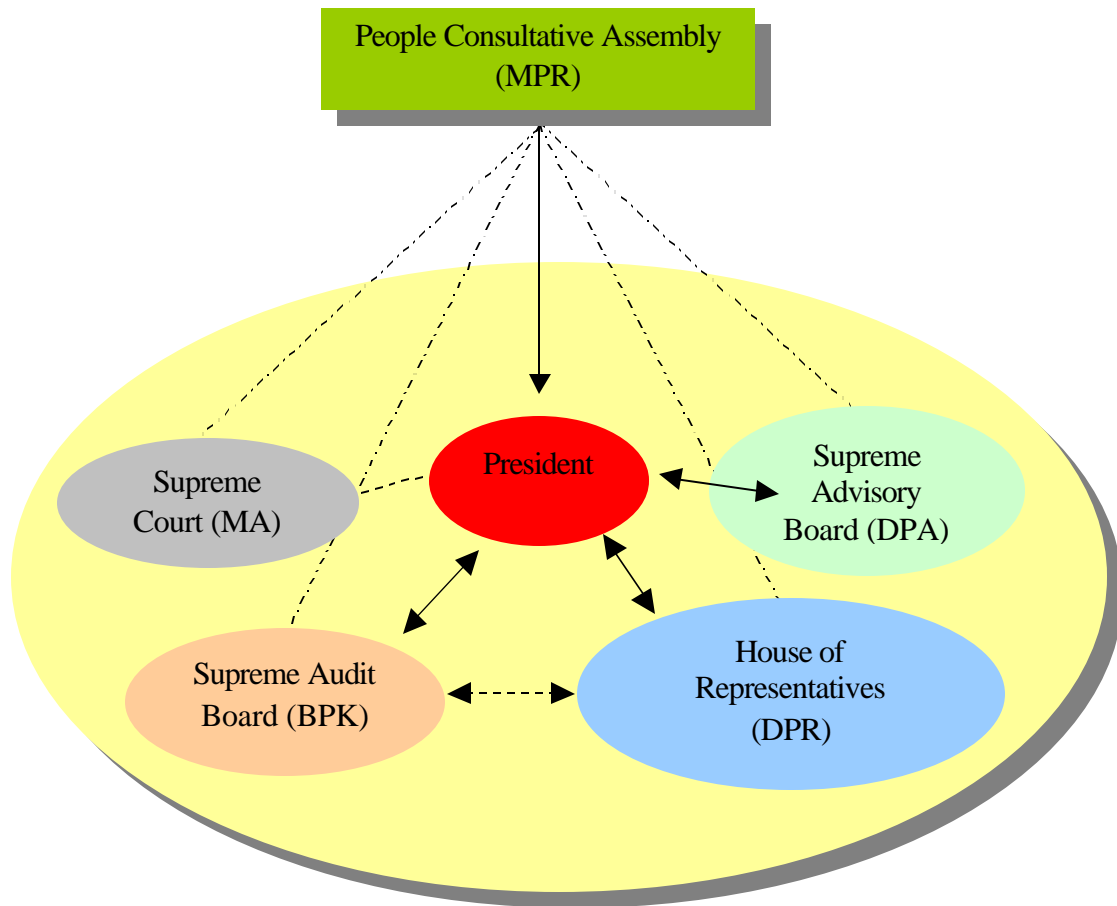 People Consultative Assembly
(MPR)
President
Supreme
Court (MA)
Supreme
Advisory
Board (DPA)
Supreme Audit
Board (BPK)
House of
Representatives
(DPR)